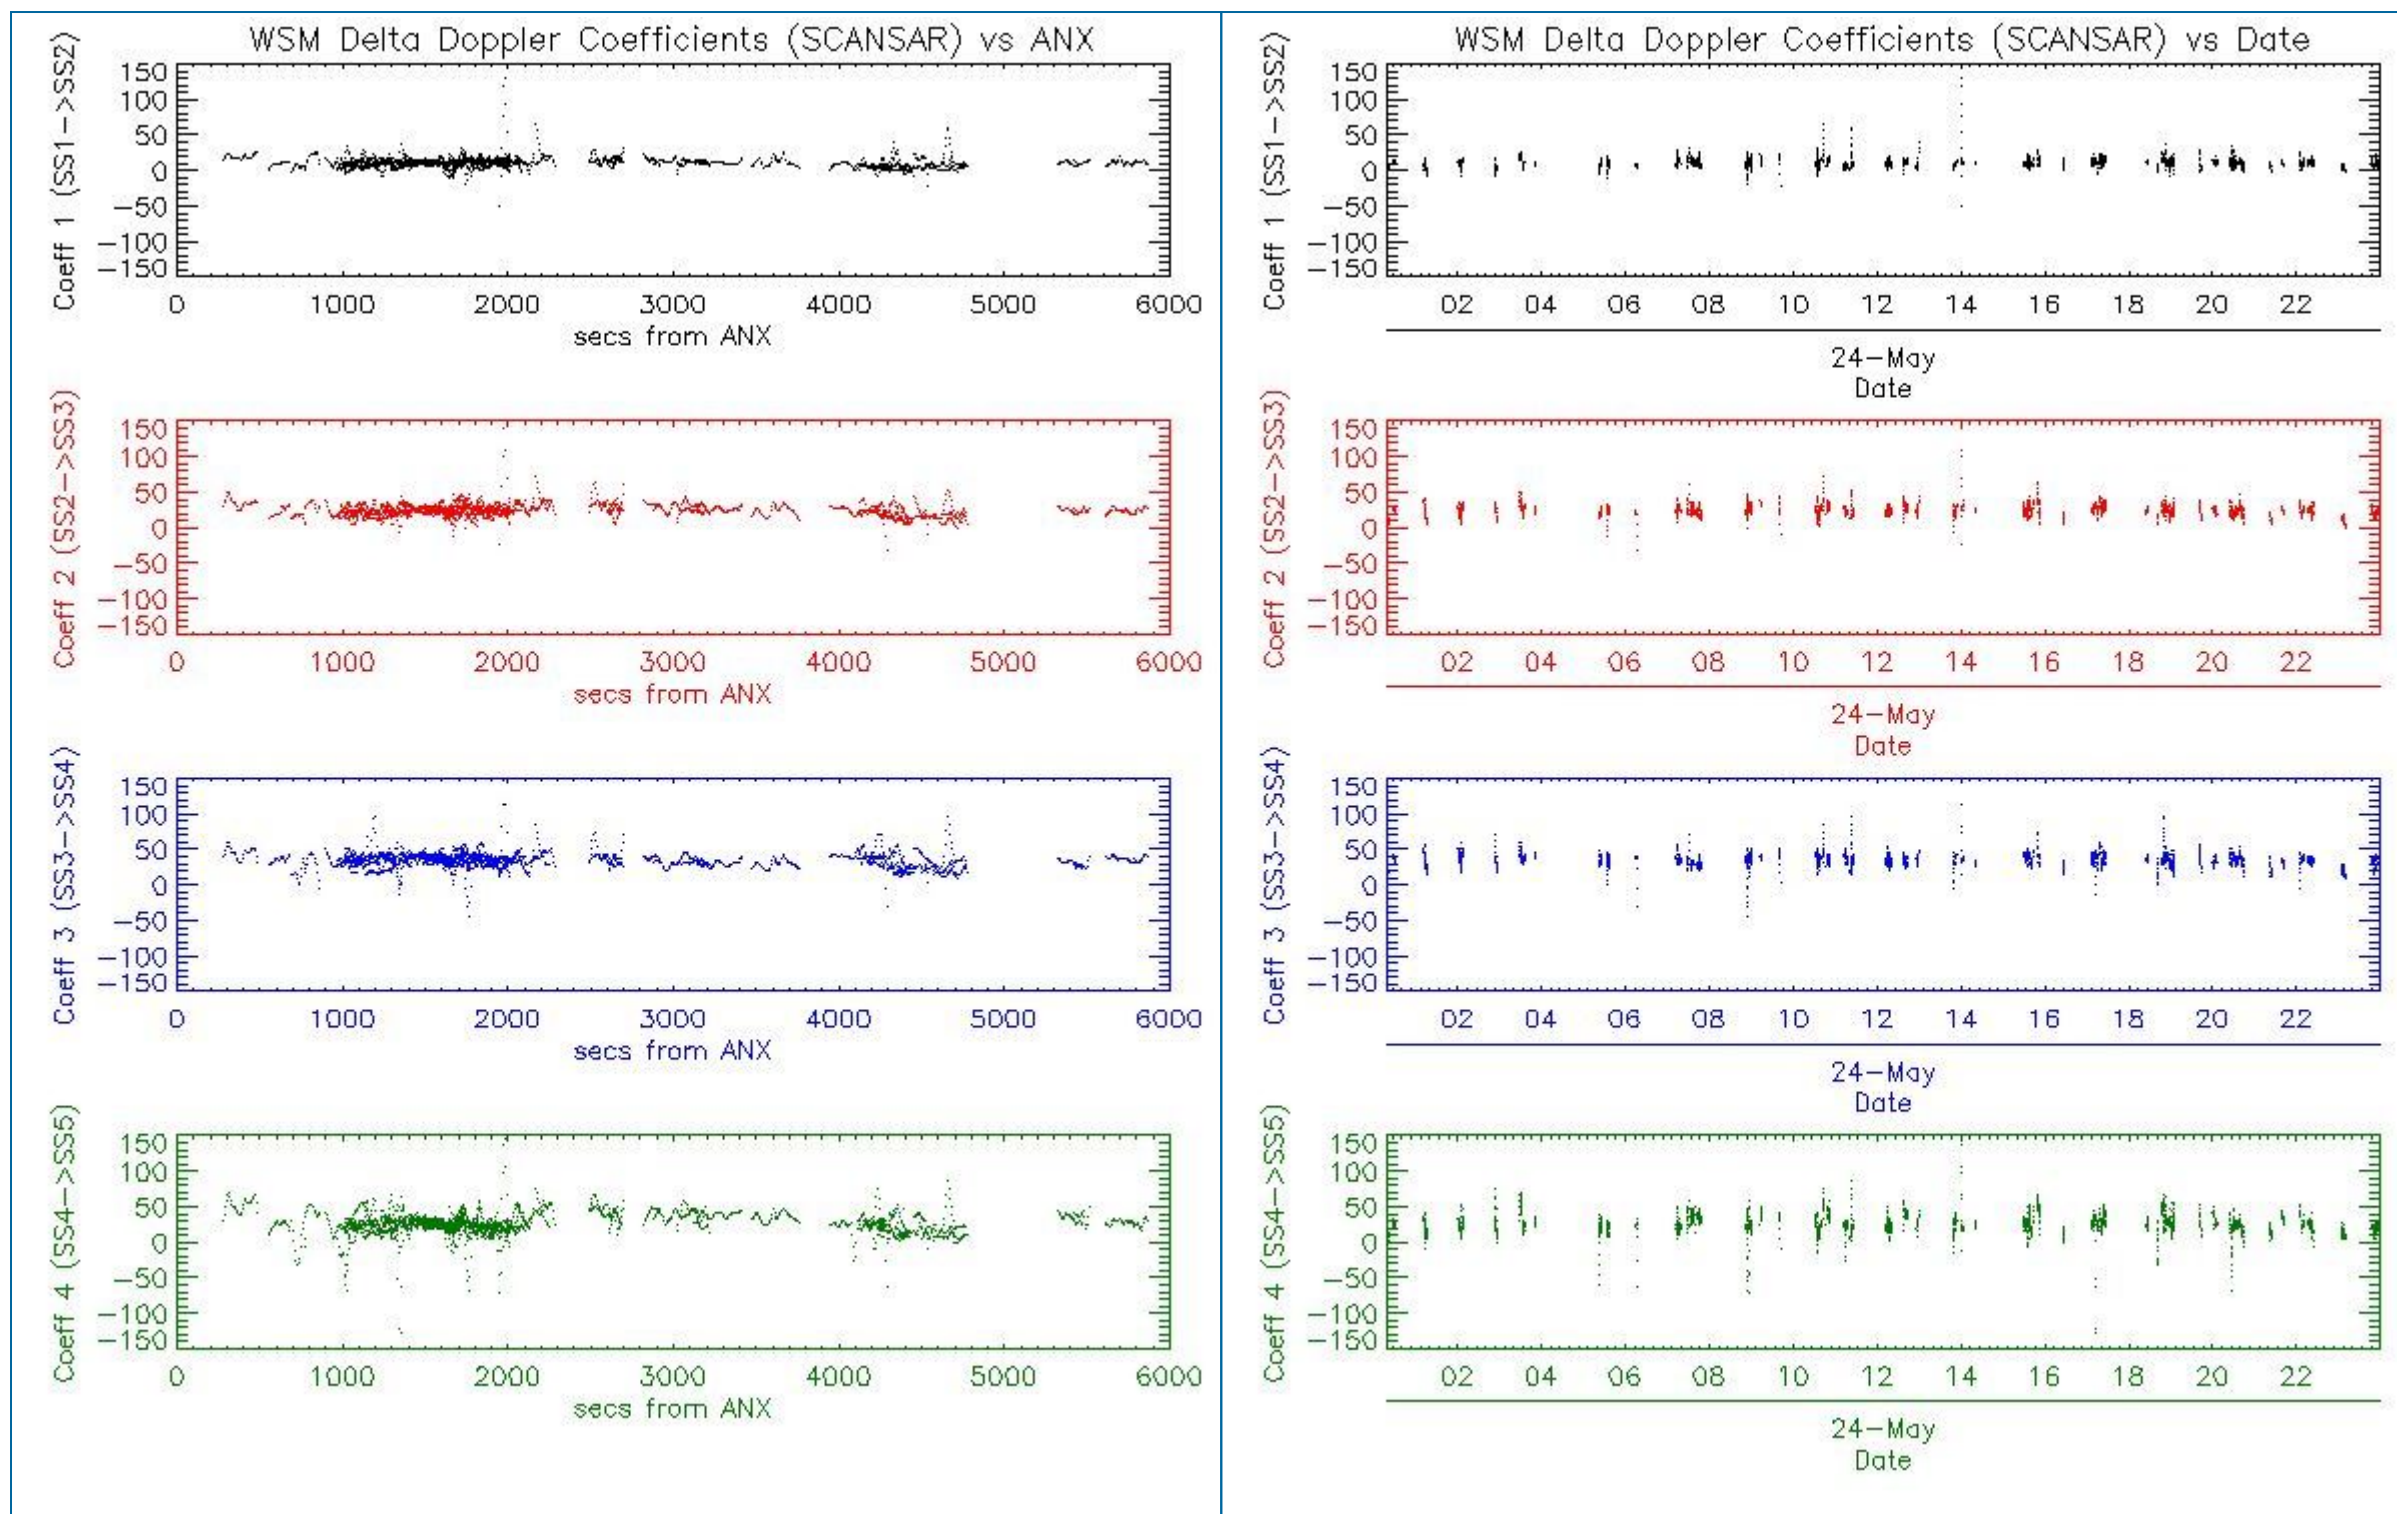 WSM Delta Doppler Coefficients (SCANSAR) vs ANX
Coeff 1 (SS1->SS2)
150
100
50
0
-50
-100
-150
0 1000 2000 3000 4000 5000 6000
secs from ANX
Coeff 2 (SS2->SS3)
150
100
50
0
-50
-100
-150
0 1000 2000 3000 4000 5000 6000
secs from ANX
Coeff 3 (SS3->SS4)
150
100
50
0
-50
-100
-150
0 1000 2000 3000 4000 5000 6000
secs from ANX
Coeff 4 (SS4->SS5)
150
100
50
0
-50
-100
-150
0 1000 2000 3000 4000 5000 6000
secs from ANX
WSM Delta Doppler Coefficients (SCANSAR) vs Date
Coeff 1 (SS1->SS2)
150
100
50
0
-50
-100
-150
02 04 06 08 10 12 14 16 18 20 22
24-May
Date
Coeff 2 (SS2->SS3)
150
100
50
0
-50
-100
-150
02 04 06 08 10 12 14 16 18 20 22
24-May
Date
Coeff 3 (SS3->SS4)
150
100
50
0
-50
-100
-150
02 04 06 08 10 12 14 16 18 20 22
24-May
Date
Coeff 4 (SS4->SS5)
150
100
50
0
-50
-100
-150
02 04 06 08 10 12 14 16 18 20 22
24-May
Date